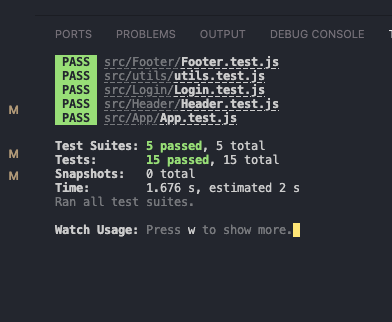 PORTS PROBLEMS OUTPUT DEBUG CONSOLE
PASS src/Footer/Footer.test.js
PASS src/utils/utils.test.js
PASS src/Login/Login.test.js
PASS src/Header/Header.test.js
M
PASS src/App/App.test.js
Test Suites: 5 passed, 5 total
M
Tests: 15 passed, 15 total
Snapshots: 0 total
M
Time: 1.676 s, estimated 2 s
Ran all test suites.
Watch Usage: Press w to show more.